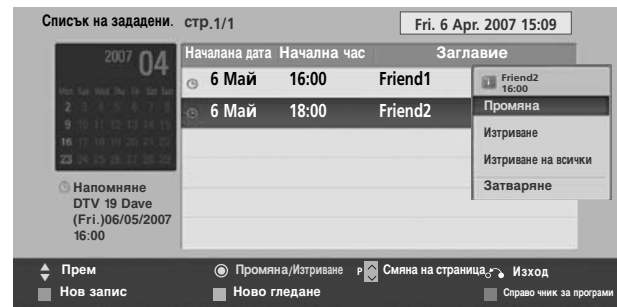 Списък на зададени. стр.1/1 Fri. 6 Apr. 2007 15:09
2007 04
Началана дата Начална час Заглавие
6 Май 16:00 Friend1
6 Май 18:00 Friend2
Friend2
16:00
Промяна
Изтриване
Изтриване на всички
Затваряне
Напомняне
DTV 19 Dave
(Fri.)06/05/2007
16:00
Прем Промяна/Изтриване P Смяна на страница Изход
Нов запис Ново гледане Справо чник за програми